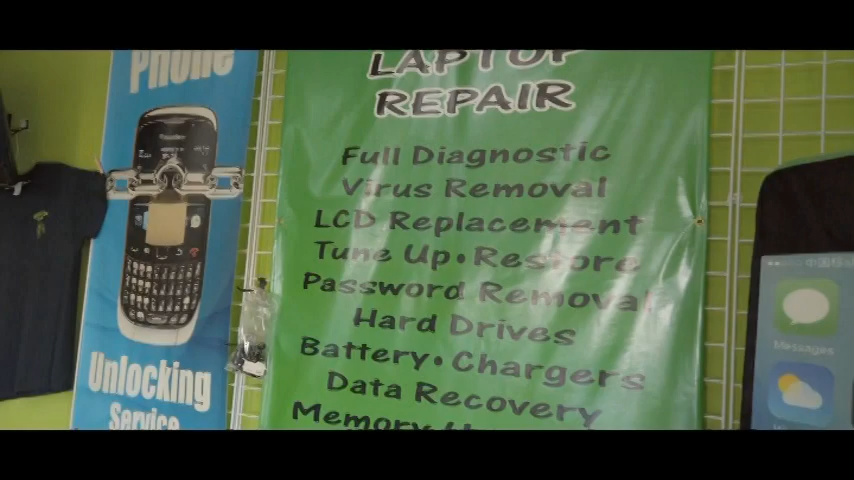 Phone
Unlocking
Service
LAPTOP
REPAIR
Full Diagnostic
Virus Removal
LCD Replacement
Tune Up • Restore
Password Removal
Hard Drives
Battery • Chargers
Data Recovery
Memory
Messages